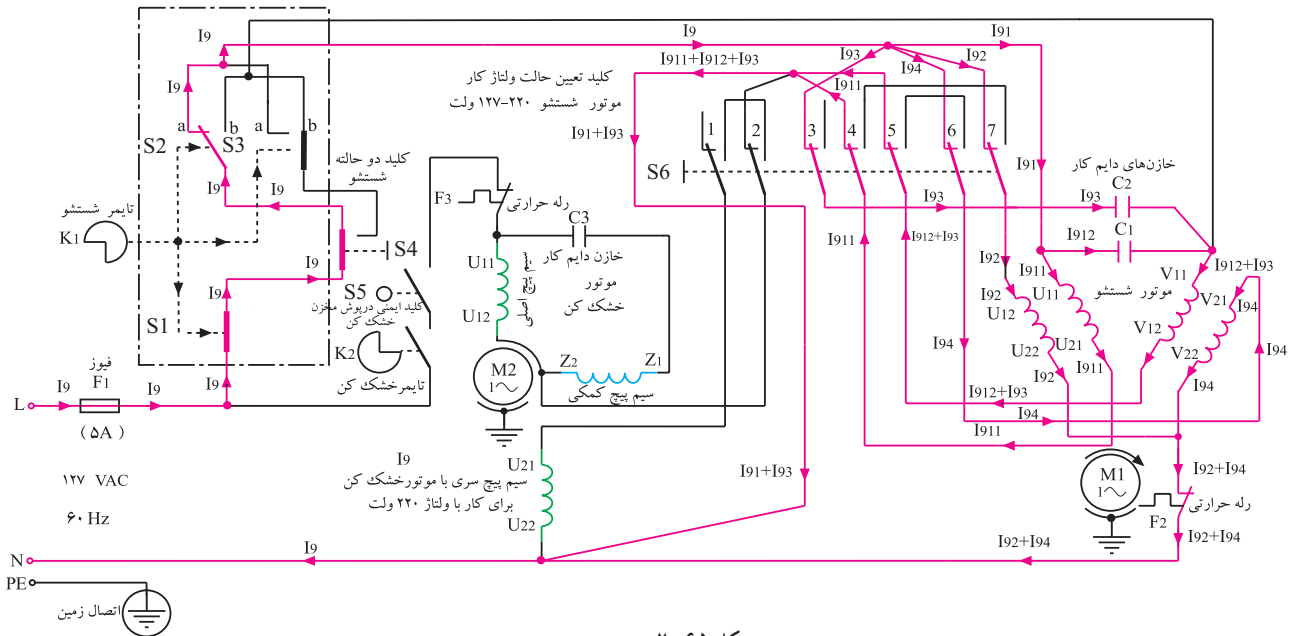 I9
I9
I91
I9
a
b
a
b
S2
S3
I9
I9
کلید دو حالته
شستشو
تایمر شستشو
K1
S1
I9
I9
I9
S4
کلید تعیین حالت ولتاژ کار
موتور شستشو ۲۲۰-۱۲۷ ولت
I911+I912+I93
I93
I94
I92
I911
I91+I93
1
2
3
4
5
6
7
S6
F3
رله حرارتی
C3
خازن دایم کار
موتور
خشک کن
U11
U12
سیم پیچ اصلی
S5
کلید ایمنی درپوش مخزن
خشک کن
K2
تایمرخشک کن
M2
1~
Z2
Z1
سیم پیچ کمکی
خازن‌های دایم کار
C2
I93
I93
C1
I91
I912
I912+I93
I911
I92
I911
U11
موتور شستشو
V11
V21
I912+I93
I94
I92
U12
V12
U22
U21
V22
I94
I94
I92
I911
I94
I912+I93
I94
I911
L
I9
فیوز
F1
I9
I9
(۵A)
۱۲۷ VAC
۶۰ Hz
I9
سیم پیچ سری با موتورخشک کن
برای کار با ولتاژ ۲۲۰ ولت
U21
U22
I91+I93
M1
1~
I92+I94
F2
رله حرارتی
I92+I94
I92+I94
N
I9
PE
اتصال زمین